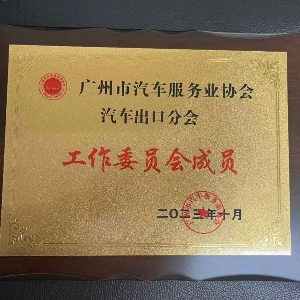 广州市汽车服务业协会
汽车出口分会
工作委员会成员
二〇二三年十月